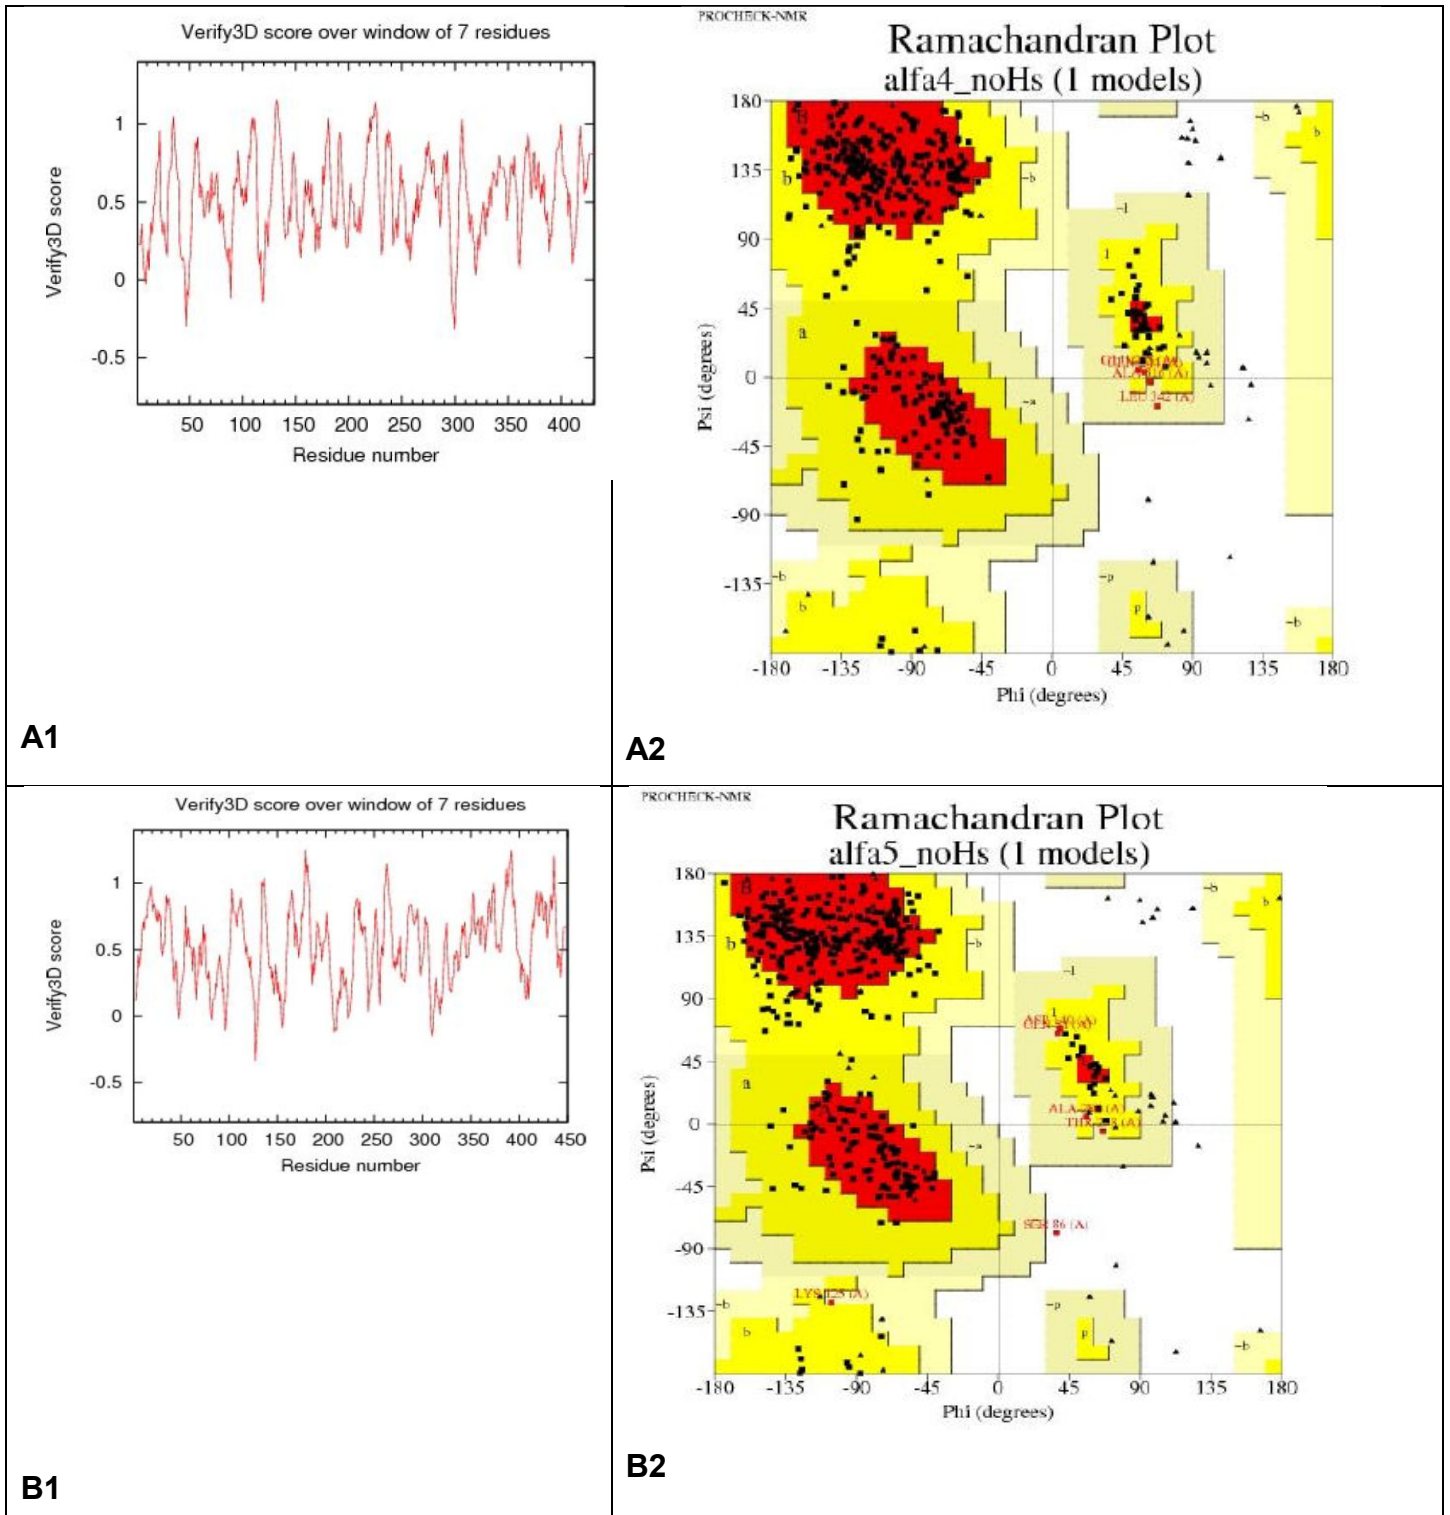 Verify3D score over window of 7 residues
1
0.5
0
-0.5
Verify3D score
50 100 150 200 250 300 350 400
Residue number
A1
PROCHECK-NMR
Ramachandran Plot
alfa4_noHs (1 models)
180
135
90
45
0
-45
-90
-135
Psi (degrees)
B
b
~b
~b
b
~l
l
a
~a
LEU 342 (A)
~b
b
~p
p
~b
-180 -135 -90 -45 0 45 90 135 180
Phi (degrees)
A2
Verify3D score over window of 7 residues
1
0.5
0
-0.5
Verify3D score
50 100 150 200 250 300 350 400 450
Residue number
B1
PROCHECK-NMR
Ramachandran Plot
alfa5_noHs (1 models)
180
135
90
45
0
-45
-90
-135
Psi (degrees)
B
b
~b
~b
b
~l
l
a
~a
SER 86 (A)
LYS 125 (A)
~b
b
~p
p
~b
-180 -135 -90 -45 0 45 90 135 180
Phi (degrees)
B2